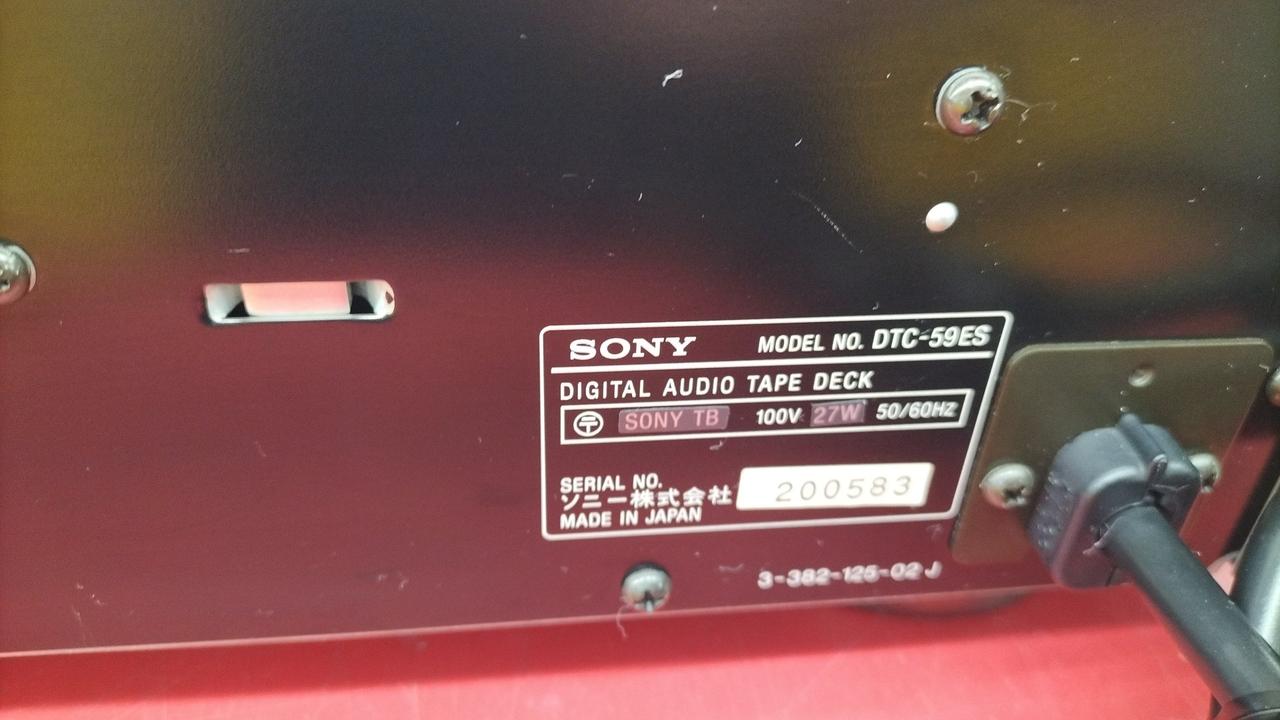 SONY MODEL NO. DTC-59ES
DIGITAL AUDIO TAPE DECK
〒 SONY TB 100V 27W 50/60HZ
SERIAL NO. 200583
ソニー株式会社
MADE IN JAPAN
3-382-125-02 J